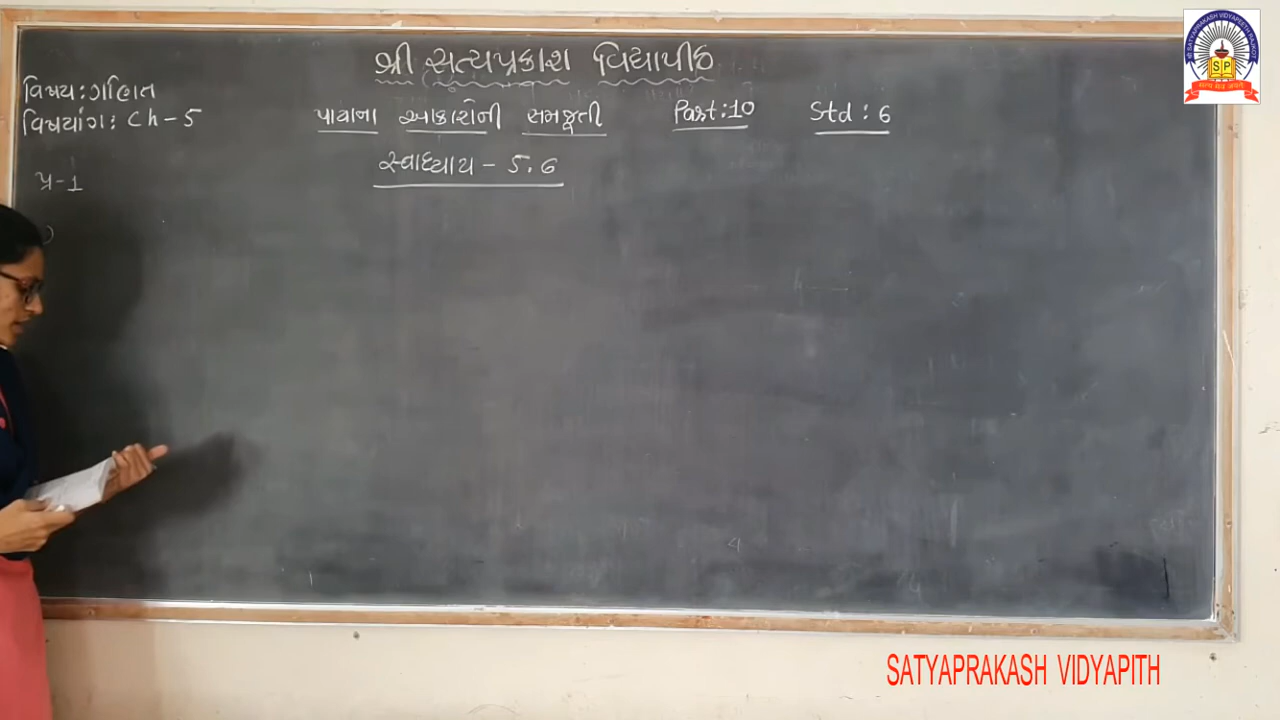 શ્રી સત્યપ્રકાશ વિદ્યાપીઠ
વિષય: ગણિત
વિષયાંગ: Ch - 5
પાયાના આકારોની સમજૂતી Part: 10 Std : 6
સ્વાધ્યાય - 5.6
પ્ર-1
SP
SATYAPRAKASH VIDYAPITH